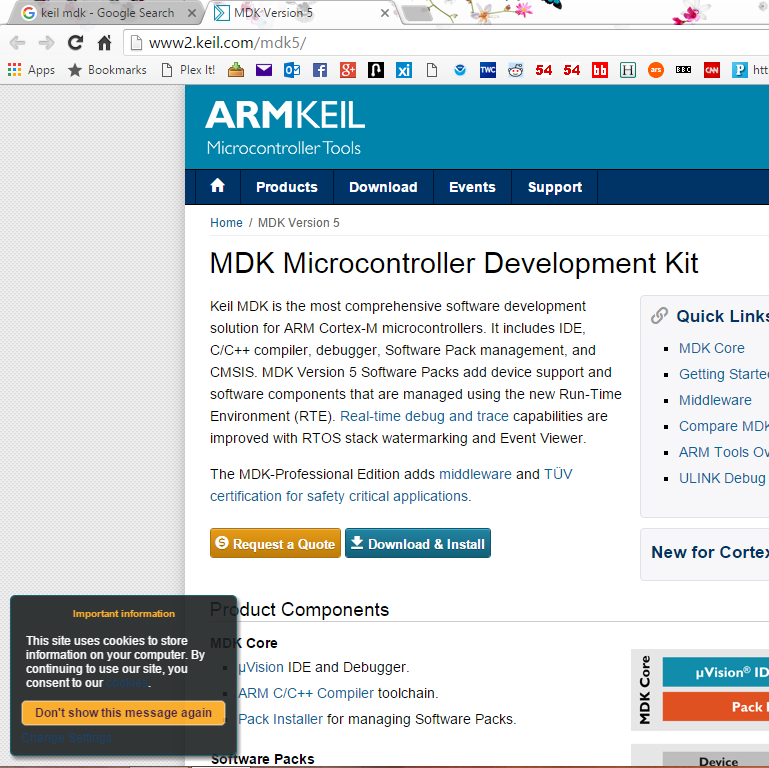 keil mdk - Google Search
MDK Version 5
www2.keil.com/mdk5/
Apps
Bookmarks
Plex It!
TWC
54
54
bb
H
ars
BBC
CNN
htt
ARMKEIL
Microcontroller Tools
Products
Download
Events
Support
Home / MDK Version 5
MDK Microcontroller Development Kit
Keil MDK is the most comprehensive software development
solution for ARM Cortex-M microcontrollers. It includes IDE,
C/C++ compiler, debugger, Software Pack management, and
CMSIS. MDK Version 5 Software Packs add device support and
software components that are managed using the new Run-Time
Environment (RTE). Real-time debug and trace capabilities are
improved with RTOS stack watermarking and Event Viewer.
The MDK-Professional Edition adds middleware and TÜV
certification for safety critical applications.
Request a Quote
Download & Install
Quick Links
MDK Core
Getting Starte
Middleware
Compare MDK
ARM Tools Ov
ULINK Debug
New for Cortex
Product Components
MDK Core
µVision IDE and Debugger.
ARM C/C++ Compiler toolchain.
Pack Installer for managing Software Packs.
Software Packs
MDK Core
µVision® ID
Pack I
Device
Important information
This site uses cookies to store
information on your computer. By
continuing to use our site, you
consent to our cookies.
Don't show this message again
Change Settings